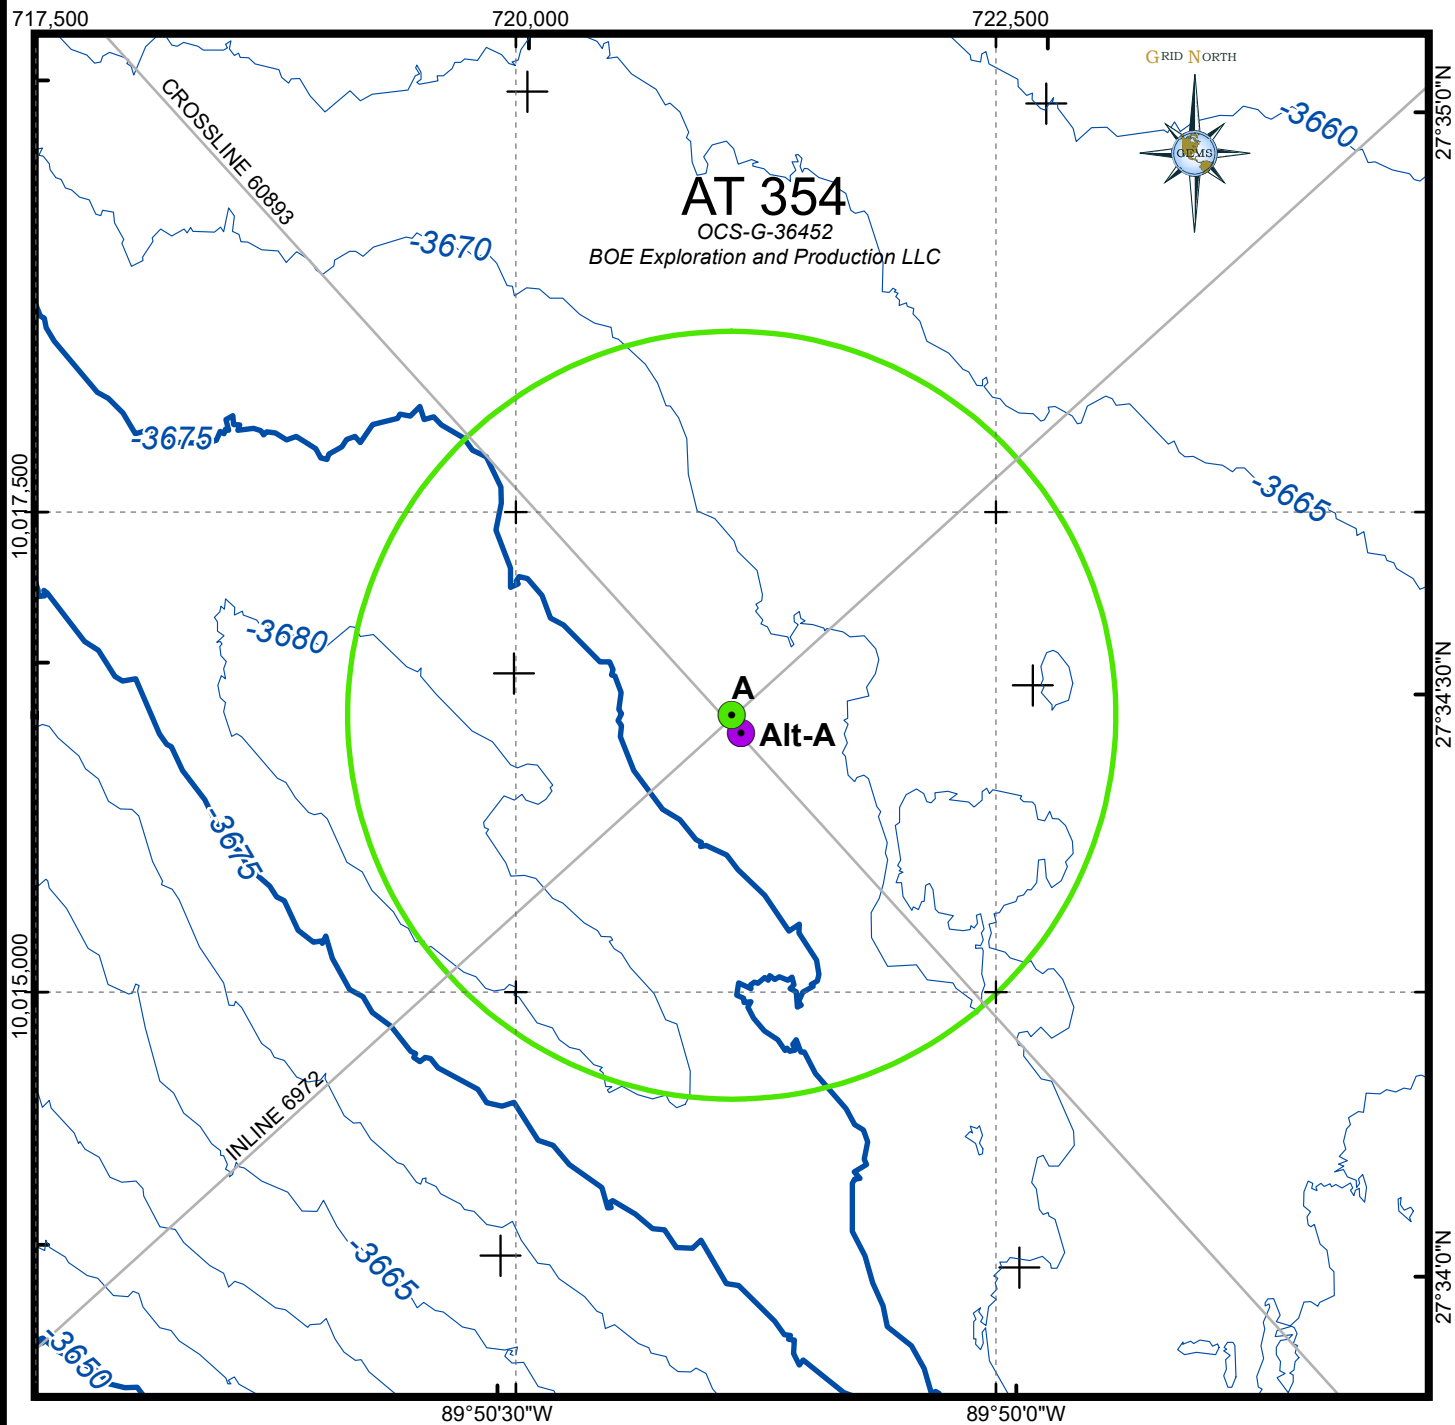 717,500
720,000
722,500
GRID NORTH
GEMS
CROSSLINE 60893
-3660
27°35'0"N
AT 354
OCS-G-36452
BOE Exploration and Production LLC
-3670
-3675
10,017,500
-3665
-3680
A
Alt-A
27°34'30"N
-3675
10,015,000
INLINE 6972
-3665
27°34'0"N
-3650
89°50'30"W
89°50'0"W